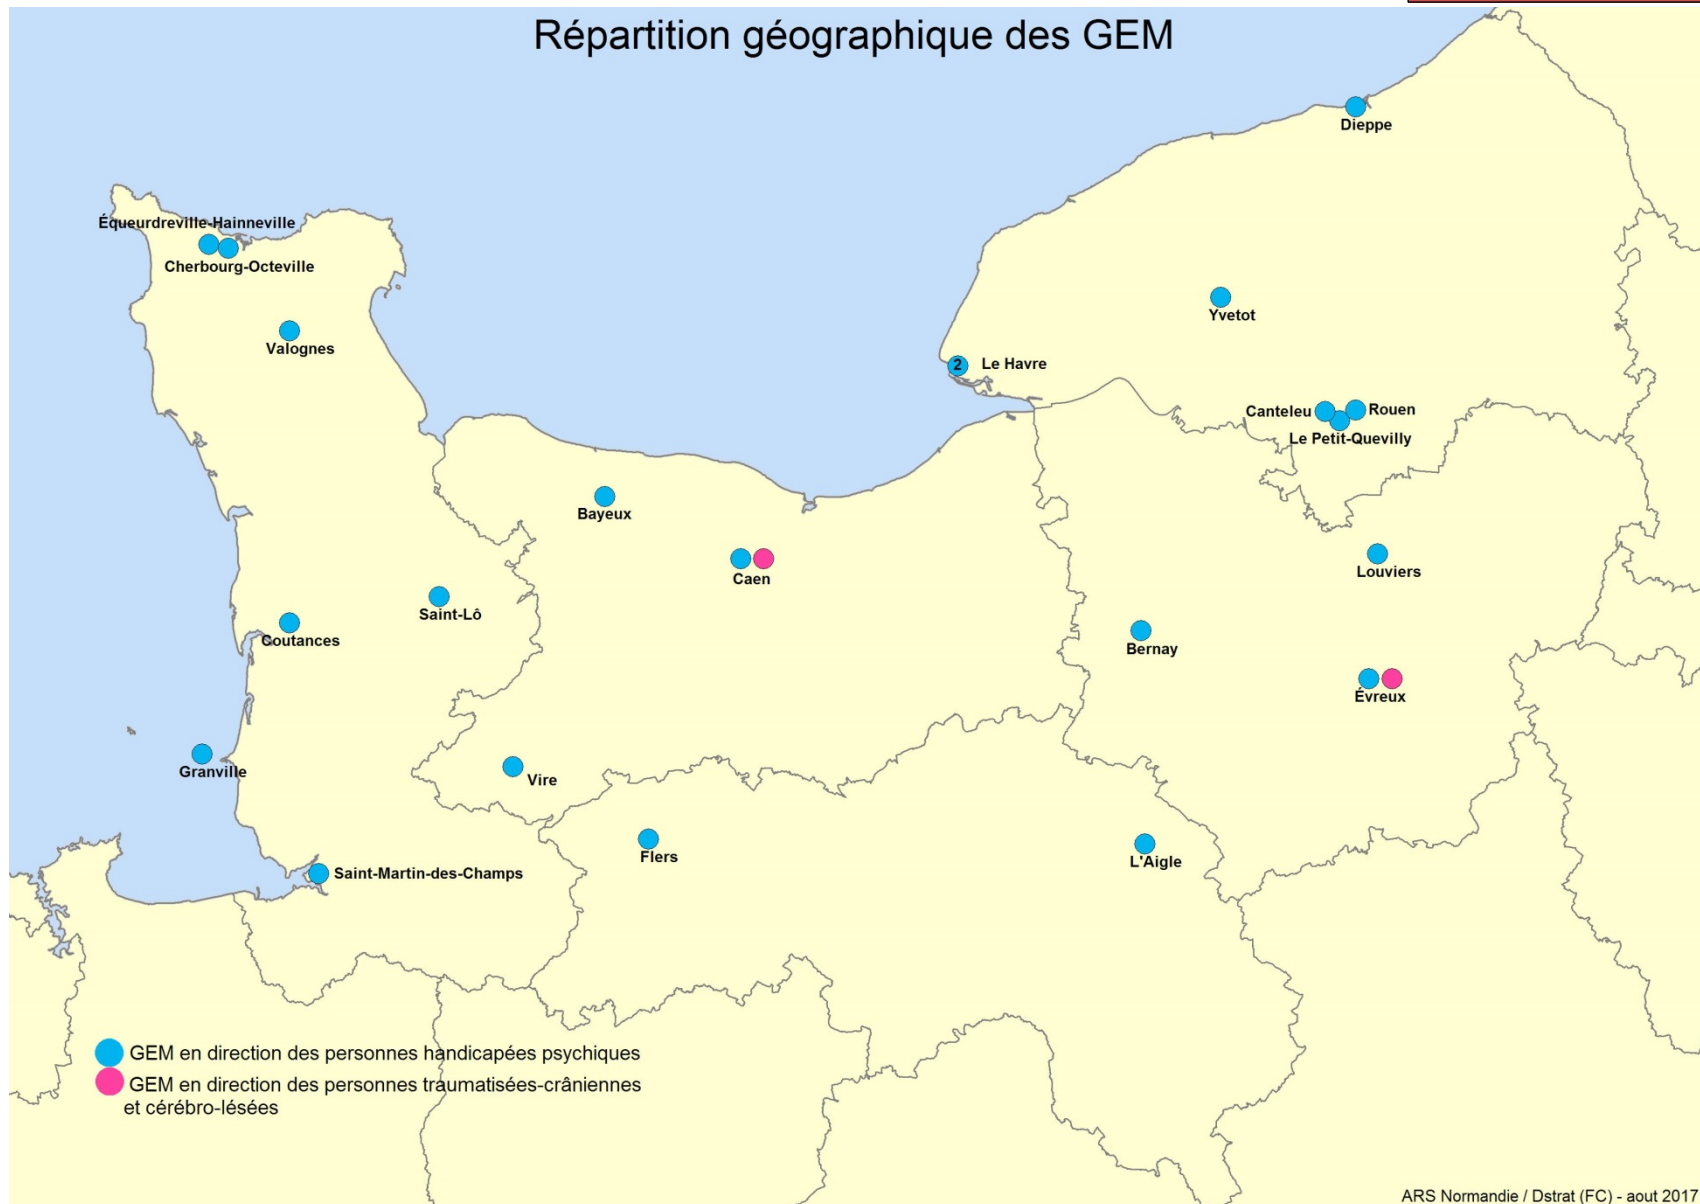 Répartition géographique des GEM
Dieppe
Équeurdreville-Hainneville
Cherbourg-Octeville
Yvetot
Valognes
2 Le Havre
Canteleu
Rouen
Le Petit-Quevilly
Bayeux
Caen
Louviers
Saint-Lô
Coutances
Bernay
Évreux
Granville
Vire
Flers
L'Aigle
Saint-Martin-des-Champs
GEM en direction des personnes handicapées psychiques
GEM en direction des personnes traumatisées-crâniennes
et cérébro-lésées
ARS Normandie / Dstrat (FC) - aout 2017